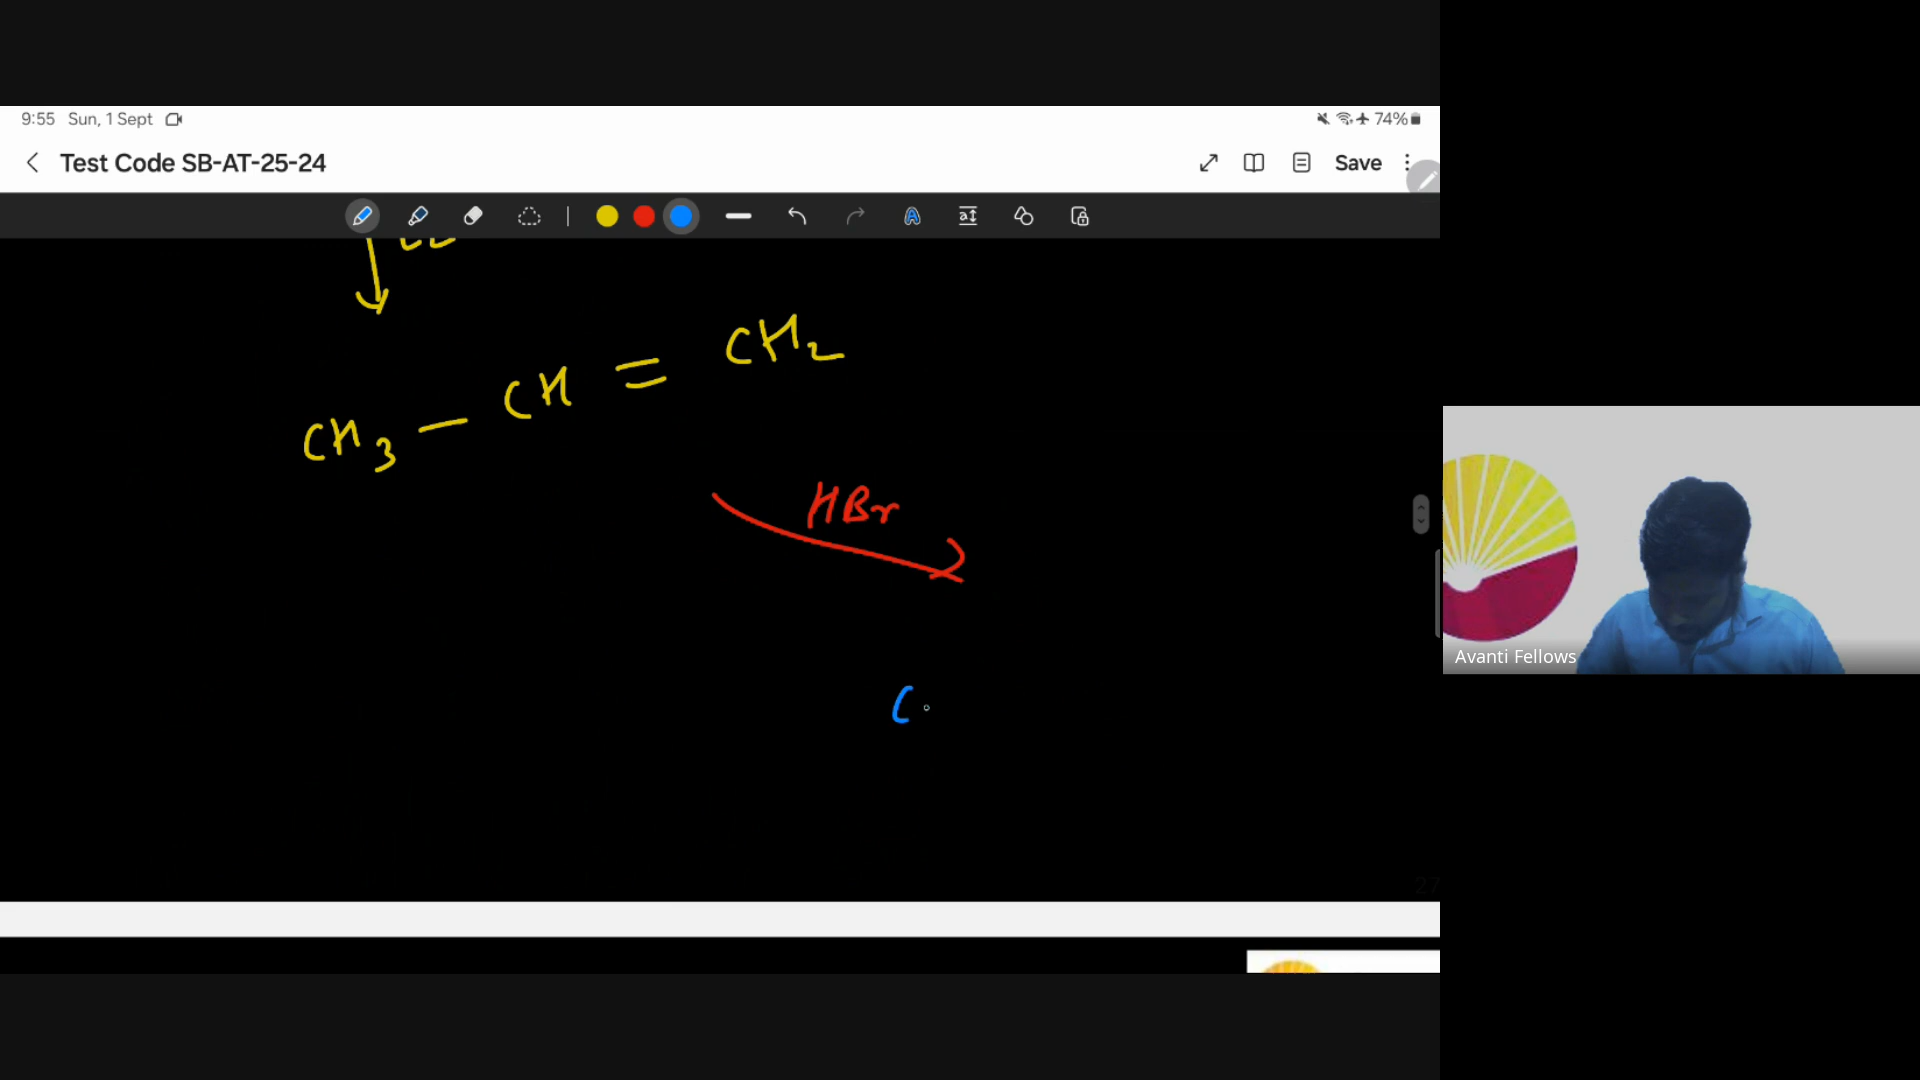 9:55 Sun, 1 Sept 74%
Test Code SB-AT-25-24 Save
CH3 — CH = CH2
HBr
C
27
Avanti Fellows